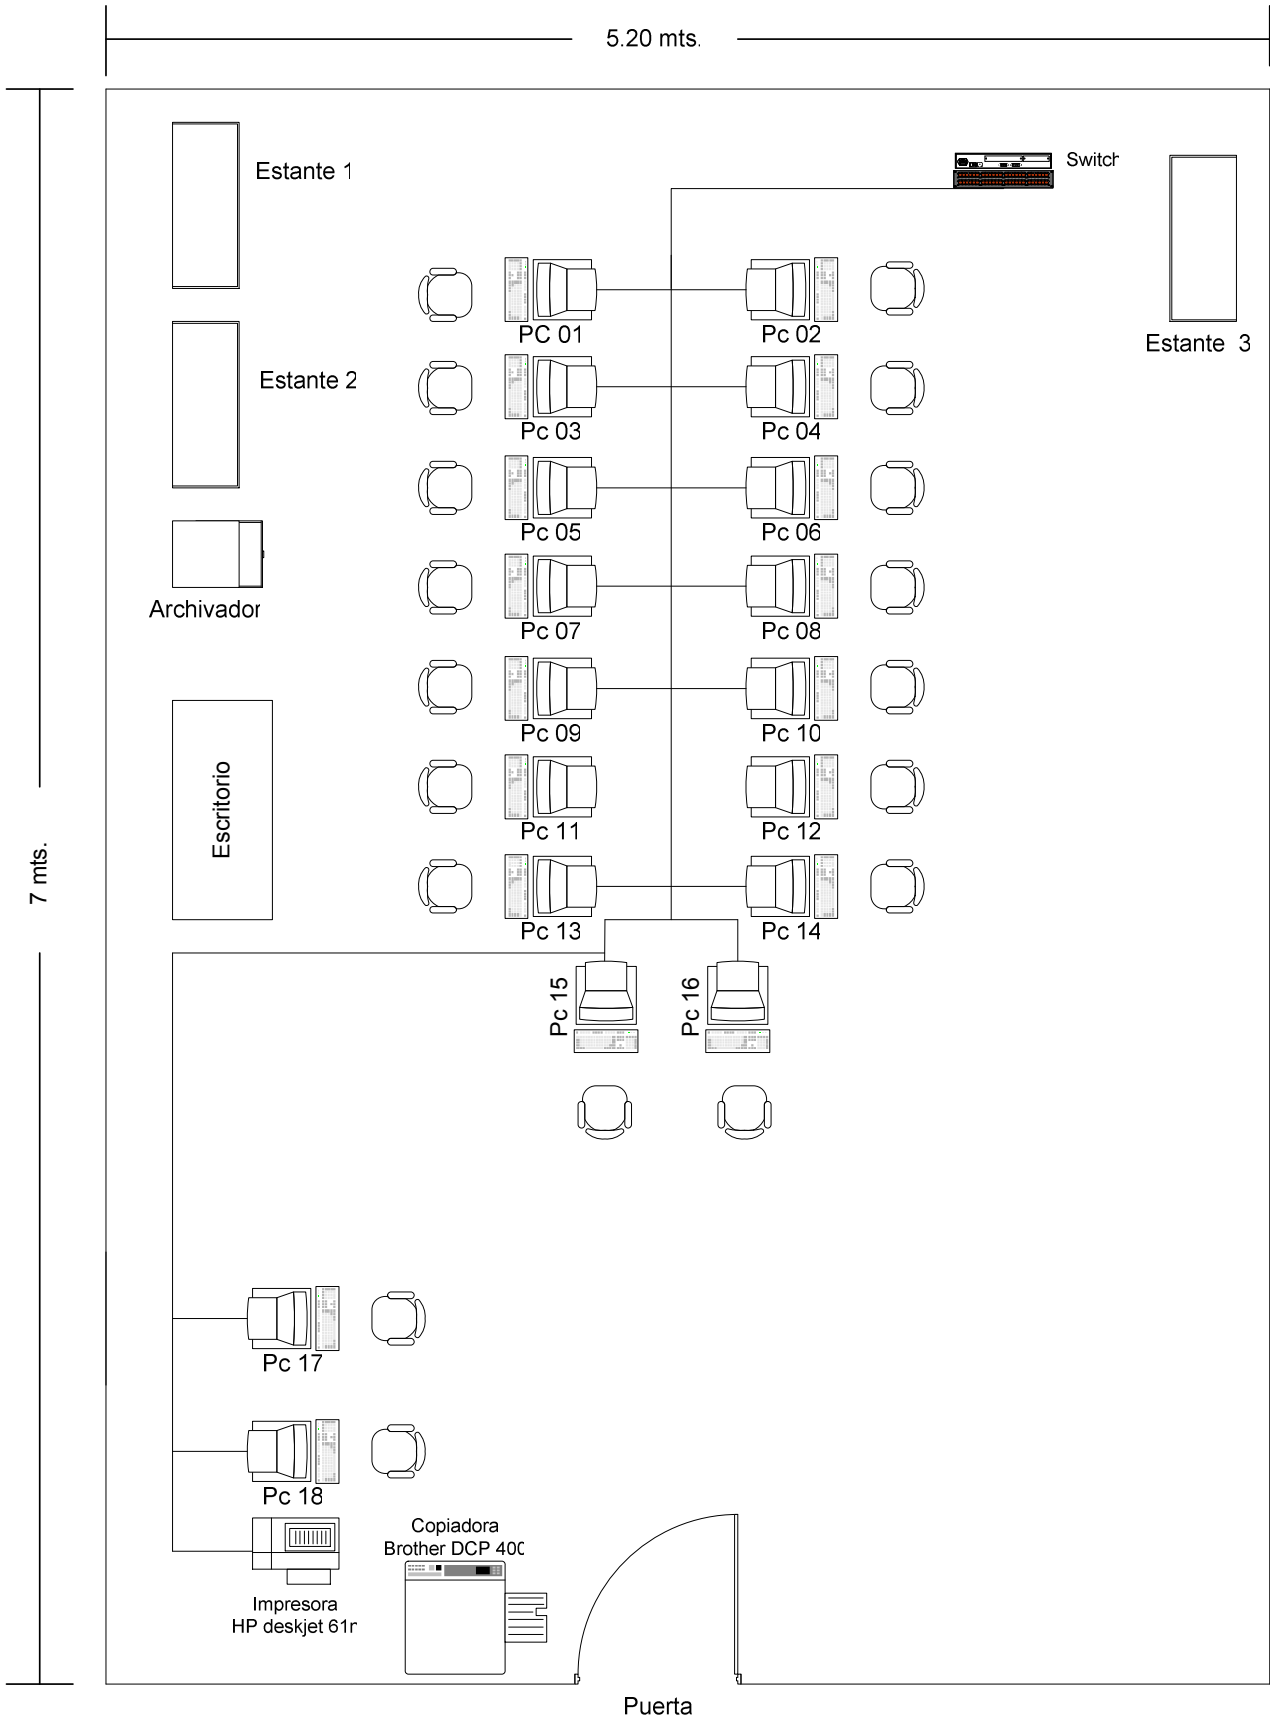 5.20 mts.
Estante 1
Switch
PC 01
Pc 02
Estante 3
Estante 2
Pc 03
Pc 04
Pc 05
Pc 06
Archivador
Pc 07
Pc 08
Pc 09
Pc 10
Escritorio
Pc 11
Pc 12
7 mts.
Pc 13
Pc 14
Pc 15
Pc 16
Pc 17
Pc 18
Copiadora
Brother DCP 400
Impresora
HP deskjet 61n
Puerta